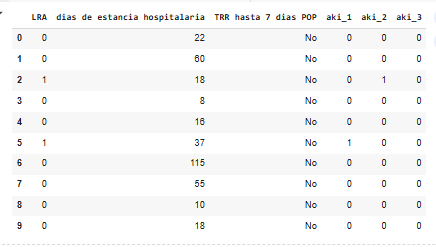 LRA dias de estancia hospitalaria TRR hasta 7 dias POP aki_1 aki_2 aki_3
0 0 22 No 0 0 0
1 0 60 No 0 0 0
2 1 18 No 0 1 0
3 0 8 No 0 0 0
4 0 16 No 0 0 0
5 1 37 No 1 0 0
6 0 115 No 0 0 0
7 0 55 No 0 0 0
8 0 10 No 0 0 0
9 0 18 No 0 0 0